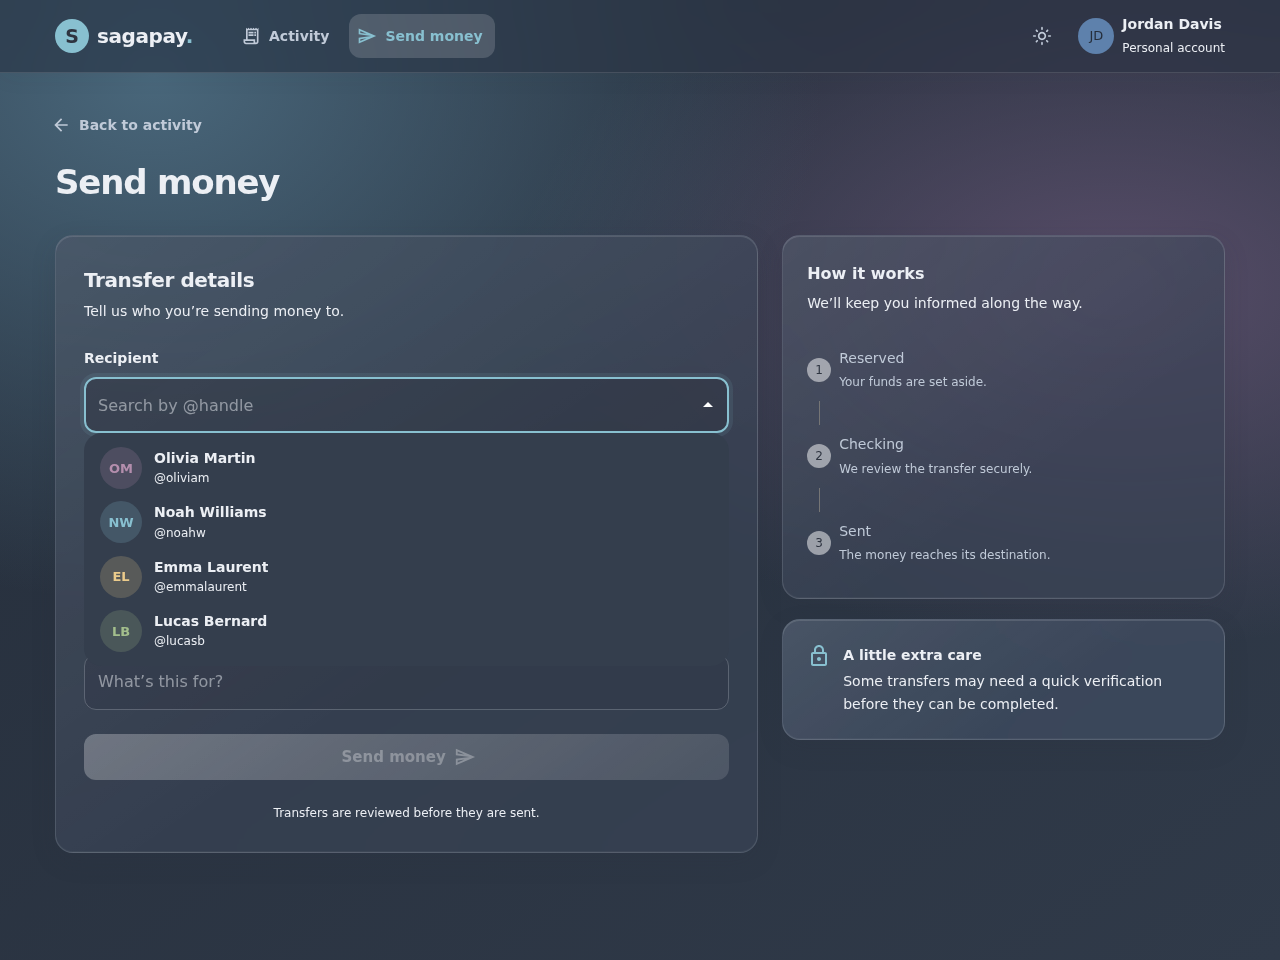 S sagapay.
Activity
Send money
JD
Jordan Davis
Personal account
Back to activity
Send money
Transfer details
Tell us who you’re sending money to.
Recipient
Search by @handle
OM
Olivia Martin
@oliviam
NW
Noah Williams
@noahw
EL
Emma Laurent
@emmalaurent
LB
Lucas Bernard
@lucasb
What’s this for?
Send money
Transfers are reviewed before they are sent.
How it works
We’ll keep you informed along the way.
1
Reserved
Your funds are set aside.
2
Checking
We review the transfer securely.
3
Sent
The money reaches its destination.
A little extra care
Some transfers may need a quick verification
before they can be completed.